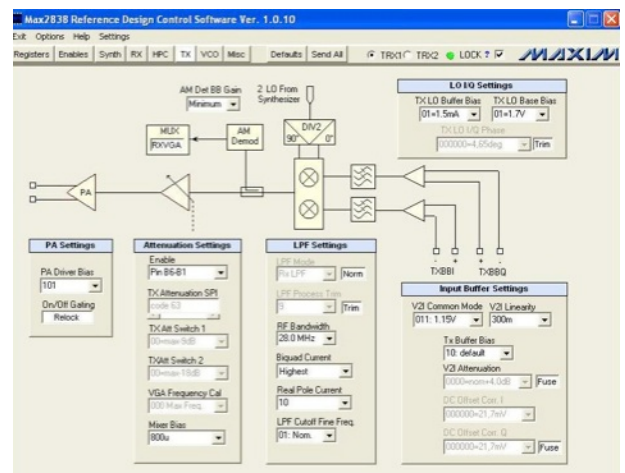 Max2838 Reference Design Control Software Ver. 1.0.10
Exit Options Help Settings
Registers Enables Synth RX HPC TX VCO Misc Defaults Send All TRX1 TRX2 LOCK ? MAXIM
AM Det BB Gain
Minimum
2 LO From
Synthesizer
MUX
RXVGA
AM
Demod
DIV2
90° 0°
PA
TXBBI TXBBQ
- + + -
LO I/Q Settings
TX LO Buffer Bias TX LO Base Bias
01=1.5mA 01=1.7V
TX LO I/Q Phase
000000=4,65deg Trim
PA Settings
PA Driver Bias
101
On/Off Gating
Relock
Attenuation Settings
Enable
Pin B6-B1
TX Attenuation SPI
code 63
TX Att Switch 1
00=max-9dB
TXAtt Switch 2
00=max-18dB
VGA Frequency Cal
000 Max Freq.
Mixer Bias
800u
LPF Settings
LPF Mode
Rx LPF Norm
LPF Process Trim
9 Trim
RF Bandwidth
28.0 MHz
Biquad Current
Highest
Real Pole Current
10
LPF Cutoff Fine Freq.
01: Nom.
Input Buffer Settings
V2I Common Mode V2I Linearity
011: 1.15V 300m
Tx Buffer Bias
10: default
V2I Attenuation
0000=nom+4.0dB Fuse
DC Offset Corr. I
000000=21,7mV
DC Offset Corr. Q
000000=21,7mV Fuse